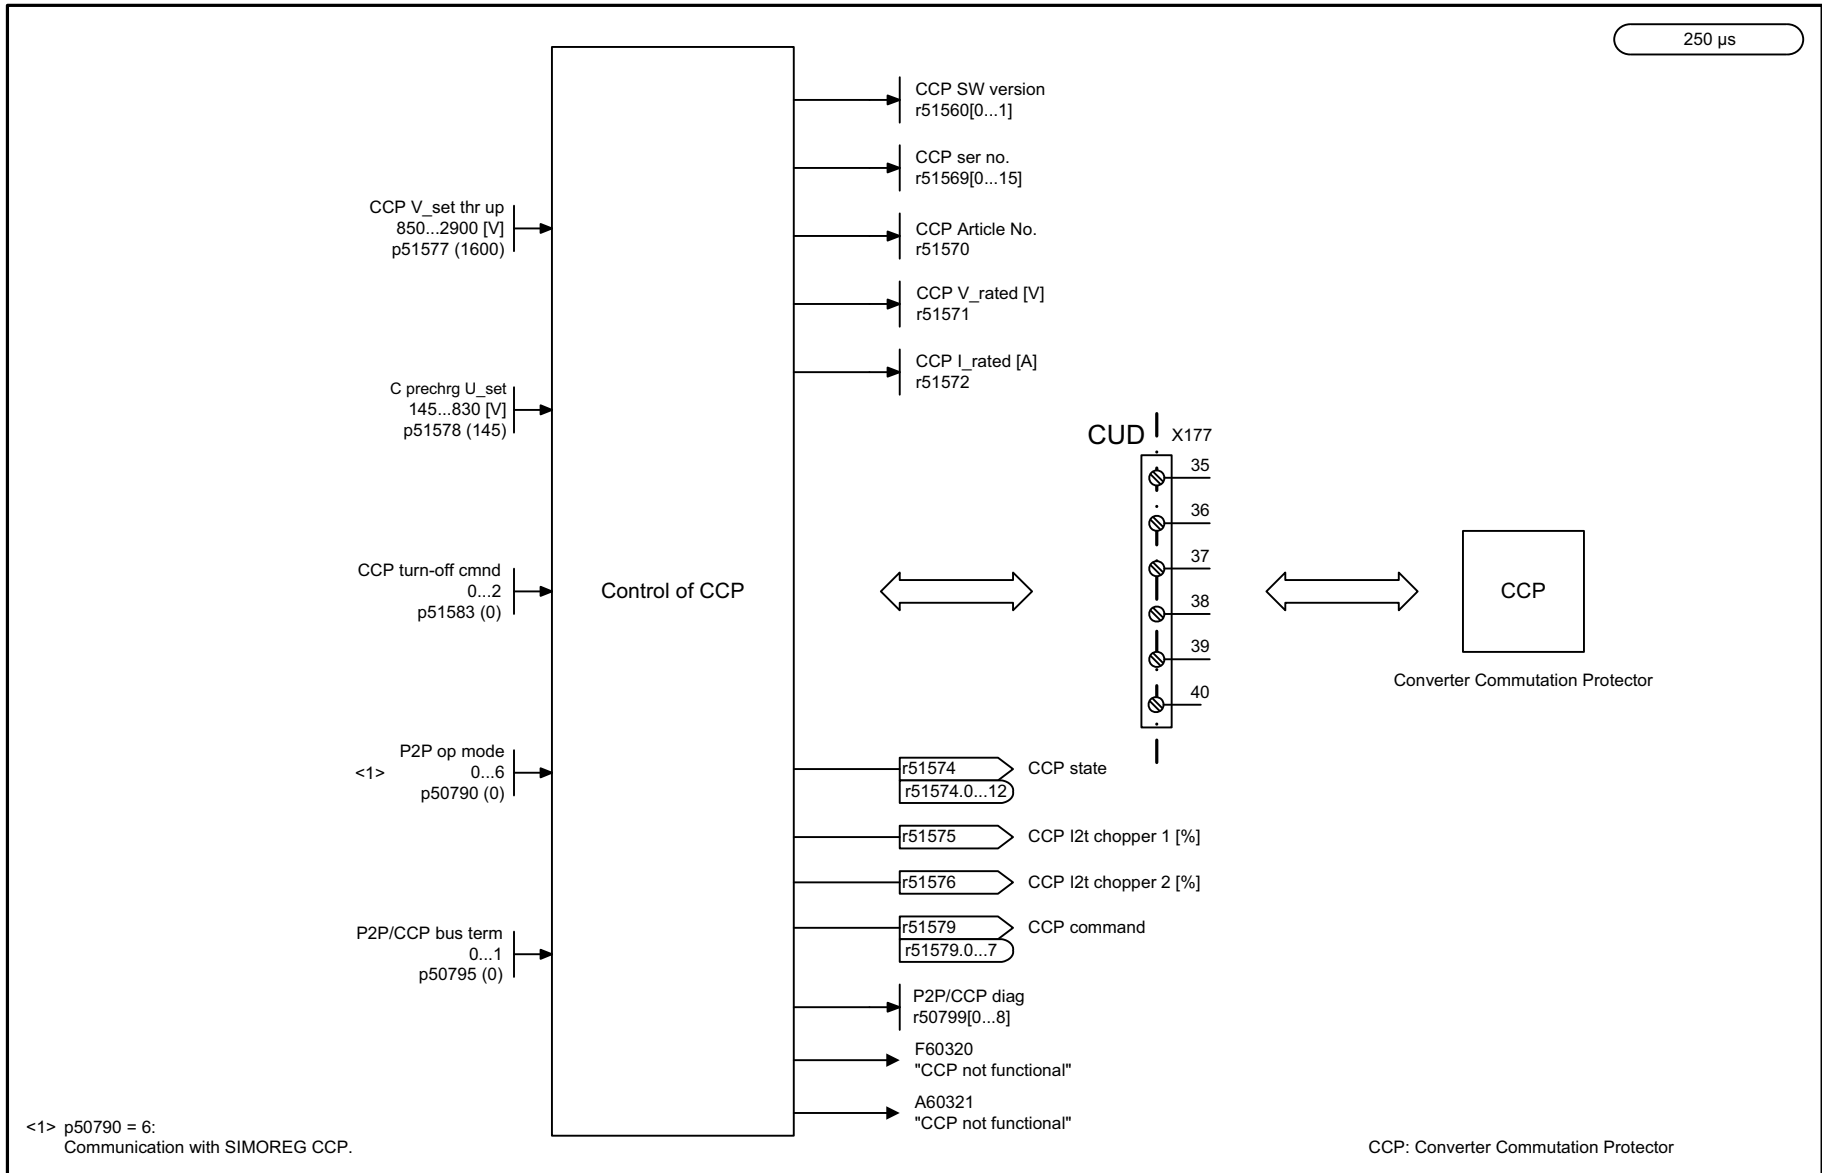 250 µs
CCP SW version
r51560[0...1]
CCP ser no.
r51569[0...15]
CCP Article No.
r51570
CCP V_rated [V]
r51571
CCP I_rated [A]
r51572
CCP V_set thr up
850...2900 [V]
p51577 (1600)
C prechrg U_set
145...830 [V]
p51578 (145)
CCP turn-off cmnd
0...2
p51583 (0)
<1>
P2P op mode
0...6
p50790 (0)
P2P/CCP bus term
0...1
p50795 (0)
Control of CCP
CUD
X177
35
36
37
38
39
40
CCP
Converter Commutation Protector
r51574
CCP state
r51574.0...12
r51575
CCP I2t chopper 1 [%]
r51576
CCP I2t chopper 2 [%]
r51579
CCP command
r51579.0...7
P2P/CCP diag
r50799[0...8]
F60320
"CCP not functional"
A60321
"CCP not functional"
<1> p50790 = 6:
Communication with SIMOREG CCP.
CCP: Converter Commutation Protector